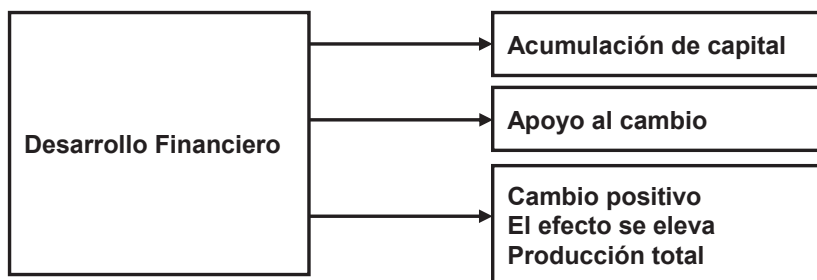 Desarrollo Financiero
Acumulación de capital
Apoyo al cambio
Cambio positivo
El efecto se eleva
Producción total